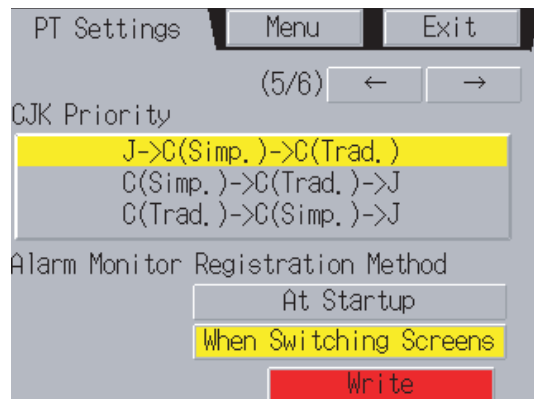 PT Settings Menu Exit
(5/6) ← →
CJK Priority
J->C(Simp.)->C(Trad.)
C(Simp.)->C(Trad.)->J
C(Trad.)->C(Simp.)->J
Alarm Monitor Registration Method
At Startup
When Switching Screens
Write